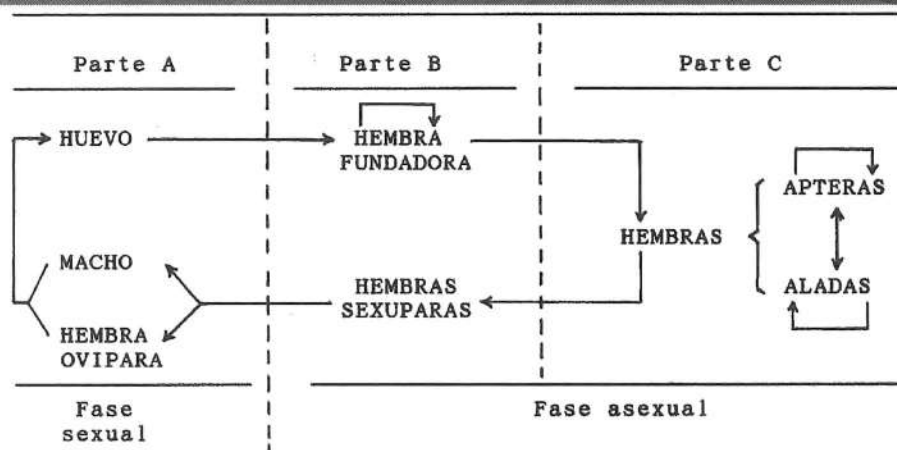 Parte A
Parte B
Parte C
HUEVO
HEMBRA
FUNDADORA
APTERAS
HEMBRAS
MACHO
HEMBRAS
SEXUPARAS
ALADAS
HEMBRA
OVIPARA
Fase
sexual
Fase asexual